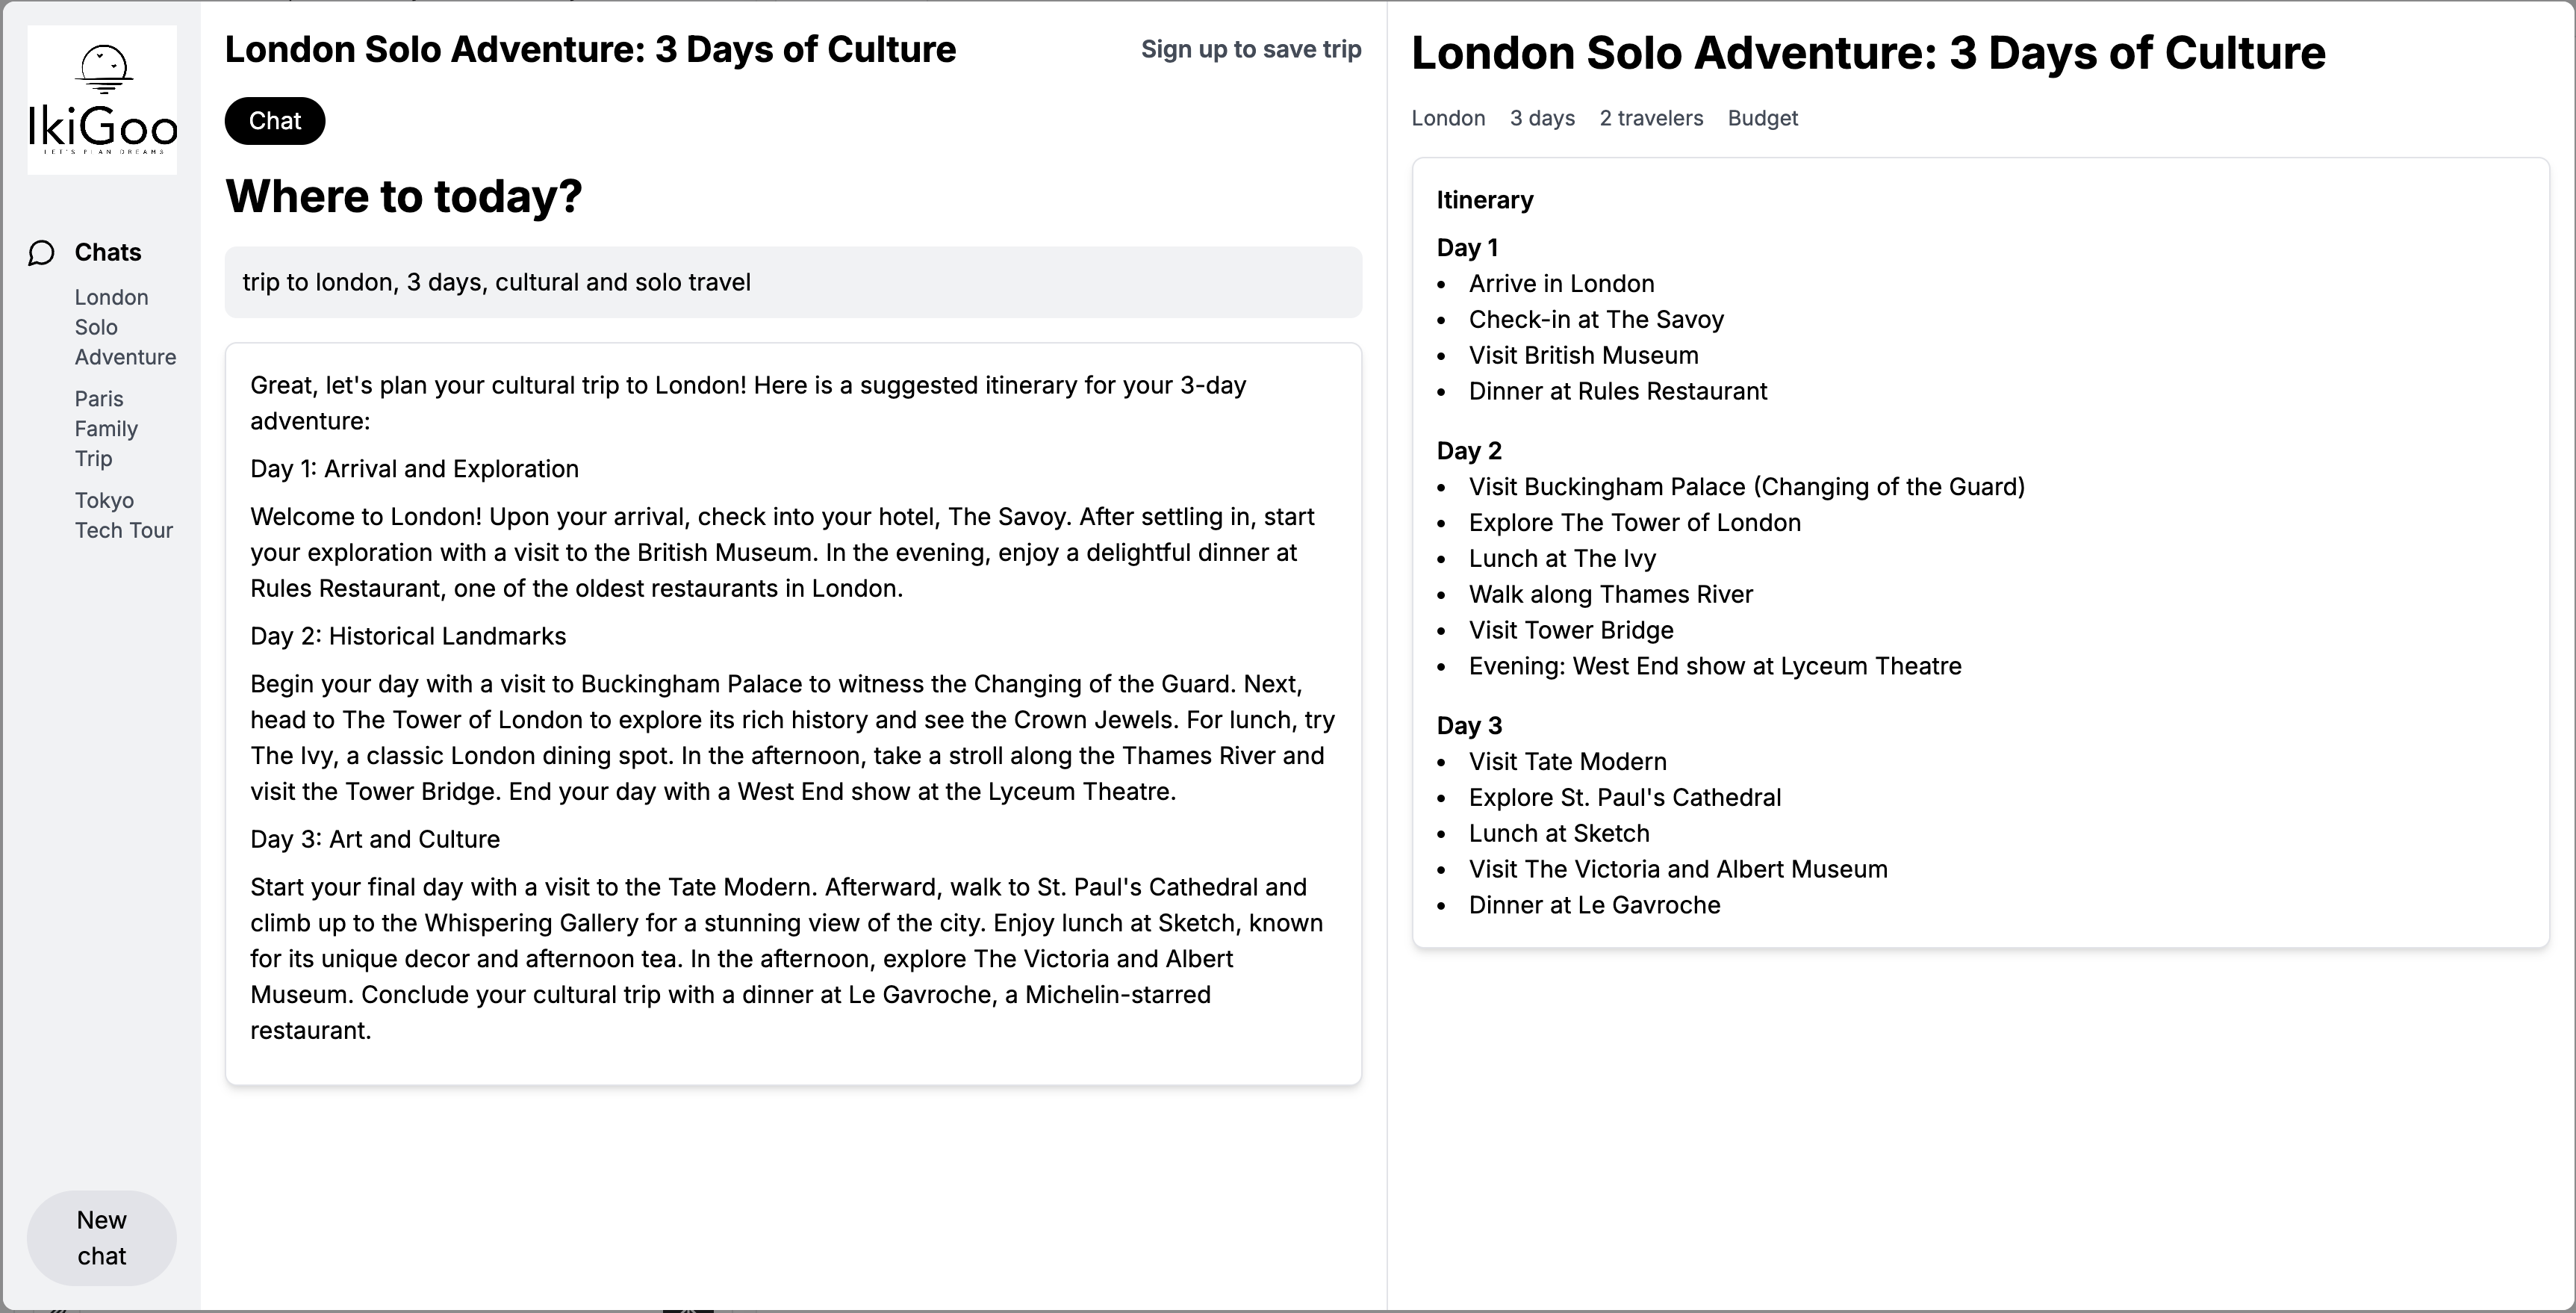 IkiGoo
LET'S PLAN DREAMS
Chats
London
Solo
Adventure
Paris
Family
Trip
Tokyo
Tech Tour
New
chat
London Solo Adventure: 3 Days of Culture
Sign up to save trip
Chat
Where to today?
trip to london, 3 days, cultural and solo travel
Great, let's plan your cultural trip to London! Here is a suggested itinerary for your 3-day
adventure:
Day 1: Arrival and Exploration
Welcome to London! Upon your arrival, check into your hotel, The Savoy. After settling in, start
your exploration with a visit to the British Museum. In the evening, enjoy a delightful dinner at
Rules Restaurant, one of the oldest restaurants in London.
Day 2: Historical Landmarks
Begin your day with a visit to Buckingham Palace to witness the Changing of the Guard. Next,
head to The Tower of London to explore its rich history and see the Crown Jewels. For lunch, try
The Ivy, a classic London dining spot. In the afternoon, take a stroll along the Thames River and
visit the Tower Bridge. End your day with a West End show at the Lyceum Theatre.
Day 3: Art and Culture
Start your final day with a visit to the Tate Modern. Afterward, walk to St. Paul's Cathedral and
climb up to the Whispering Gallery for a stunning view of the city. Enjoy lunch at Sketch, known
for its unique decor and afternoon tea. In the afternoon, explore The Victoria and Albert
Museum. Conclude your cultural trip with a dinner at Le Gavroche, a Michelin-starred
restaurant.
London Solo Adventure: 3 Days of Culture
London 3 days 2 travelers Budget
Itinerary
Day 1
• Arrive in London
• Check-in at The Savoy
• Visit British Museum
• Dinner at Rules Restaurant
Day 2
• Visit Buckingham Palace (Changing of the Guard)
• Explore The Tower of London
• Lunch at The Ivy
• Walk along Thames River
• Visit Tower Bridge
• Evening: West End show at Lyceum Theatre
Day 3
• Visit Tate Modern
• Explore St. Paul's Cathedral
• Lunch at Sketch
• Visit The Victoria and Albert Museum
• Dinner at Le Gavroche